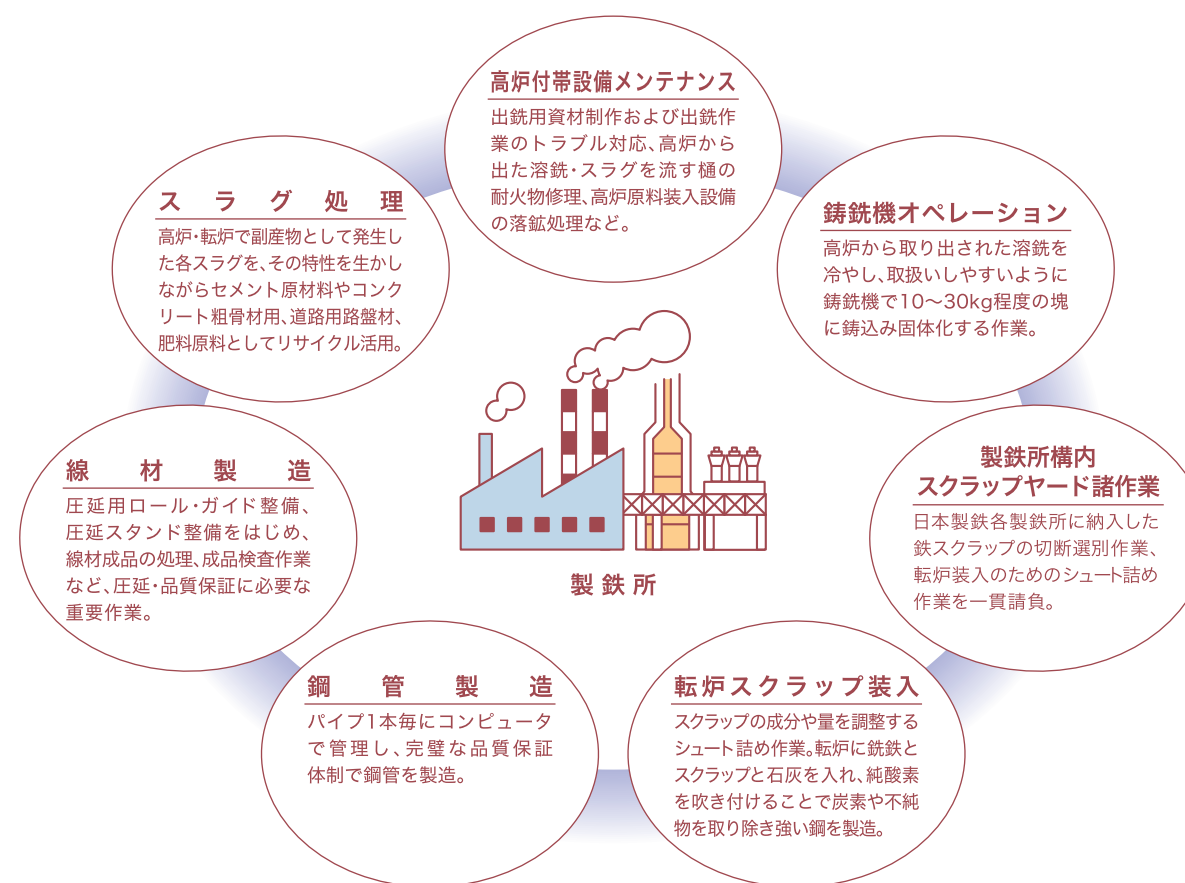 高炉付帯設備メンテナンス
出銑用資材制作および出銑作
業のトラブル対応、高炉から
出た溶銑・スラグを流す樋の
耐火物修理、高炉原料装入設備
の落鉱処理など。
鋳銑機オペレーション
高炉から取り出された溶銑を
冷やし、取扱いしやすいように
鋳銑機で10〜30kg程度の塊
に鋳込み固体化する作業。
製鉄所構内
スクラップヤード諸作業
日本製鉄各製鉄所に納入した
鉄スクラップの切断選別作業、
転炉装入のためのシュート詰め
作業を一貫請負。
転炉スクラップ装入
スクラップの成分や量を調整する
シュート詰め作業。転炉に銑鉄と
スクラップと石灰を入れ、純酸素
を吹き付けることで炭素や不純
物を取り除き強い鋼を製造。
鋼管製造
パイプ1本毎にコンピュータ
で管理し、完璧な品質保証
体制で鋼管を製造。
線材製造
圧延用ロール・ガイド整備、
圧延スタンド整備をはじめ、
線材成品の処理、成品検査作業
など、圧延・品質保証に必要な
重要作業。
スラグ処理
高炉・転炉で副産物として発生し
た各スラグを、その特性を生かし
ながらセメント原材料やコンク
リート粗骨材用、道路用路盤材、
肥料原料としてリサイクル活用。
製鉄所